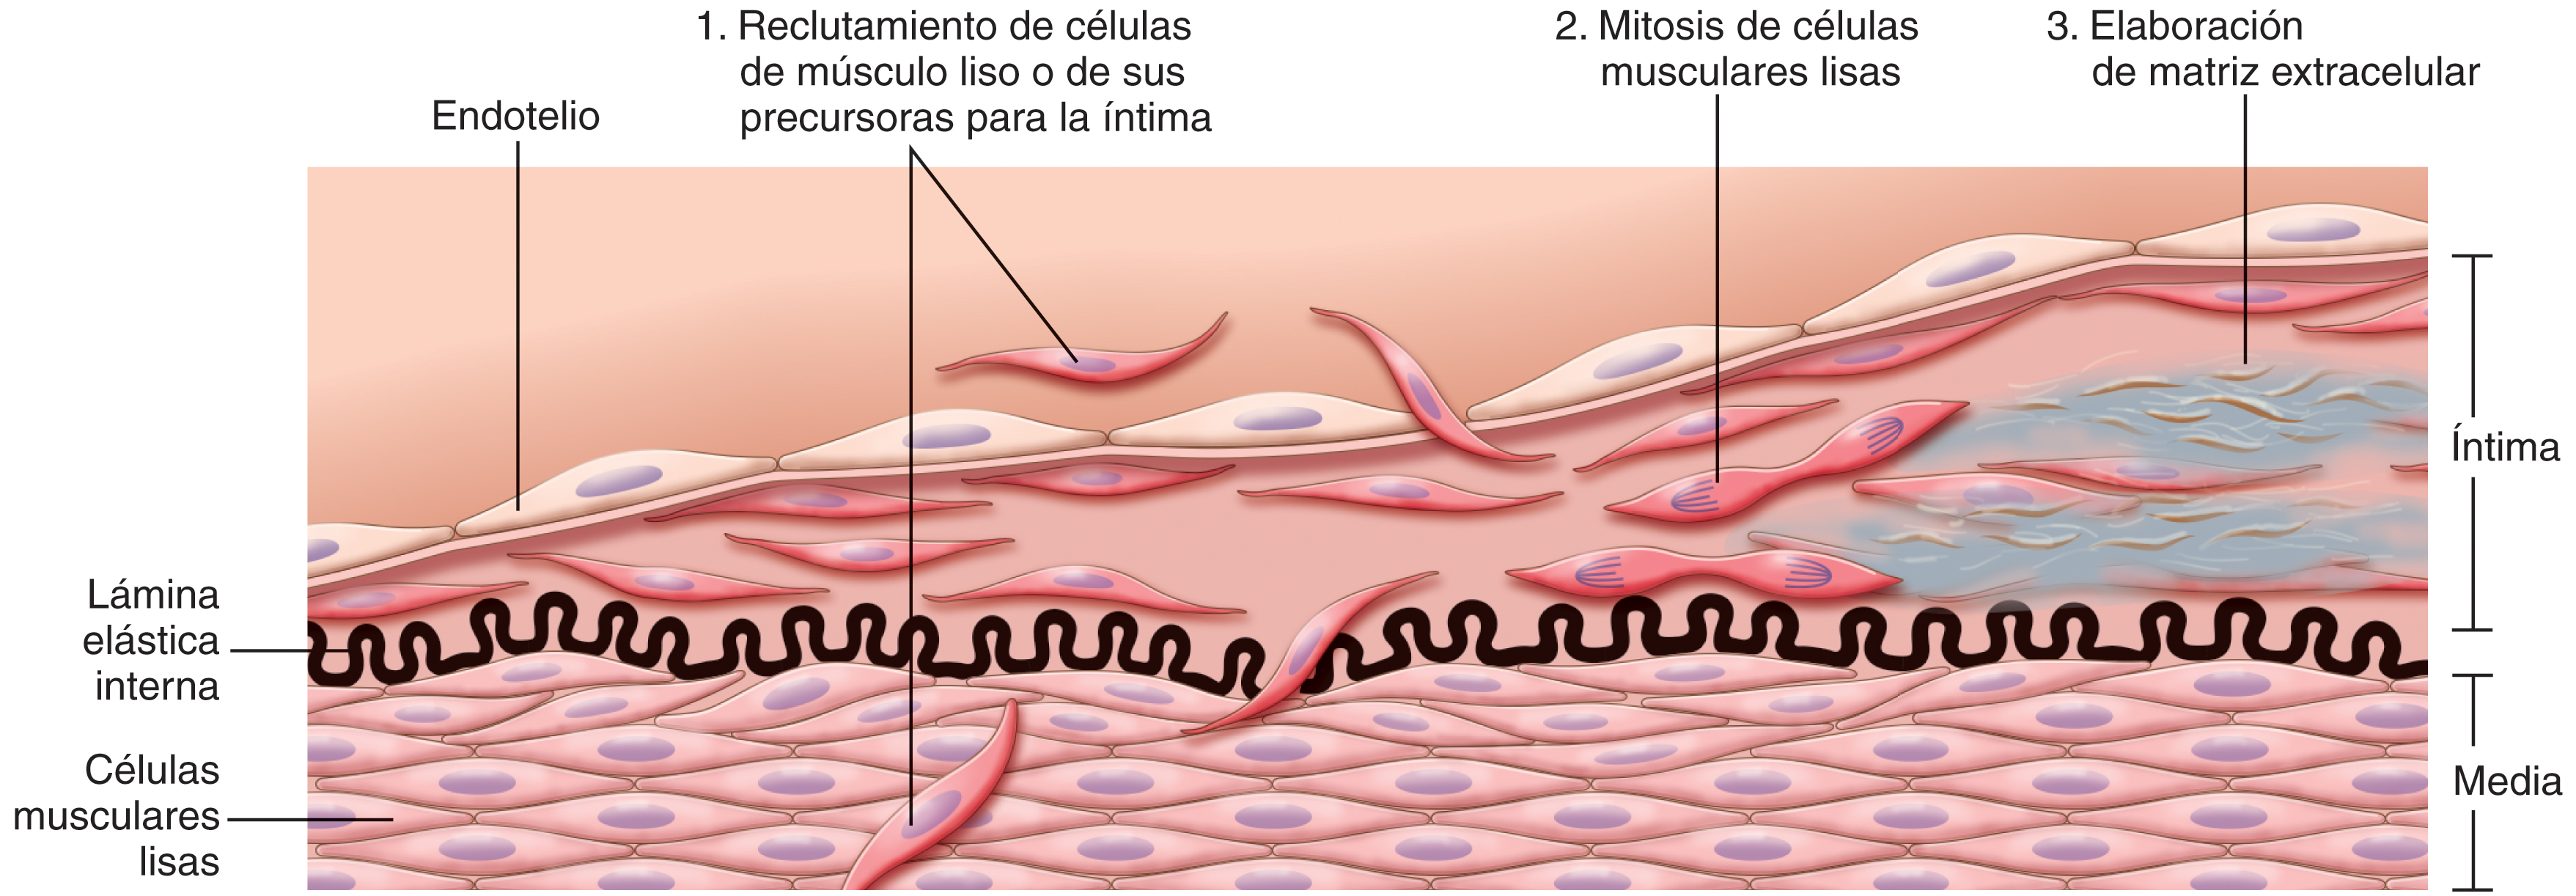 1. Reclutamiento de células
de músculo liso o de sus
precursoras para la íntima
2. Mitosis de células
musculares lisas
3. Elaboración
de matriz extracelular
Endotelio
Íntima
Lámina
elástica
interna
Células
musculares
lisas
Media